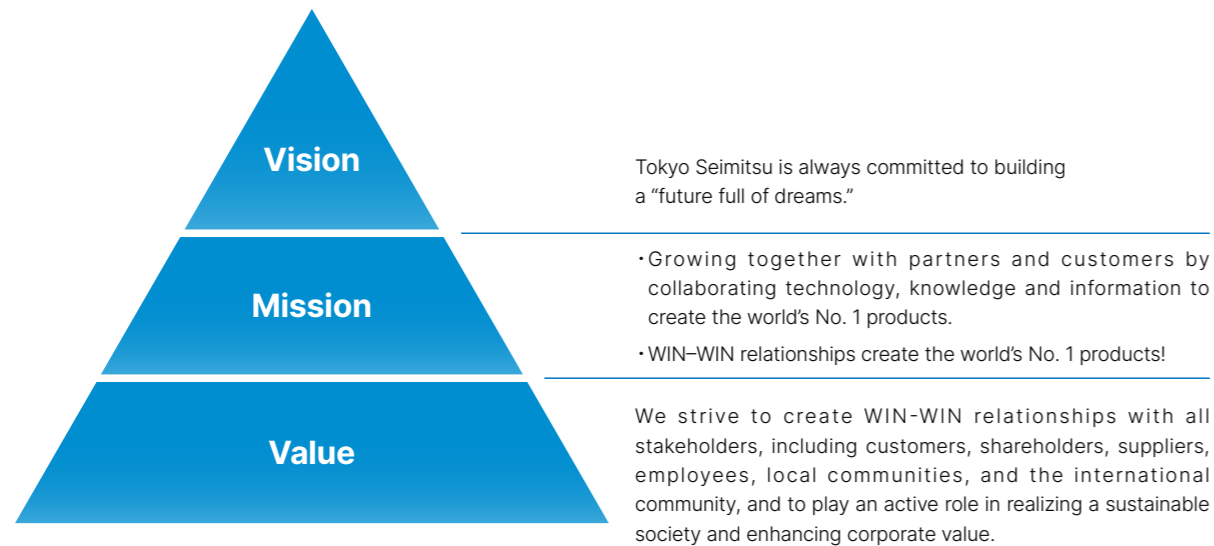 Vision
Tokyo Seimitsu is always committed to building
a “future full of dreams.”
Mission
・Growing together with partners and customers by
collaborating technology, knowledge and information to
create the world’s No. 1 products.
・WIN–WIN relationships create the world’s No. 1 products!
Value
We strive to create WIN-WIN relationships with all
stakeholders, including customers, shareholders, suppliers,
employees, local communities, and the international
community, and to play an active role in realizing a sustainable
society and enhancing corporate value.